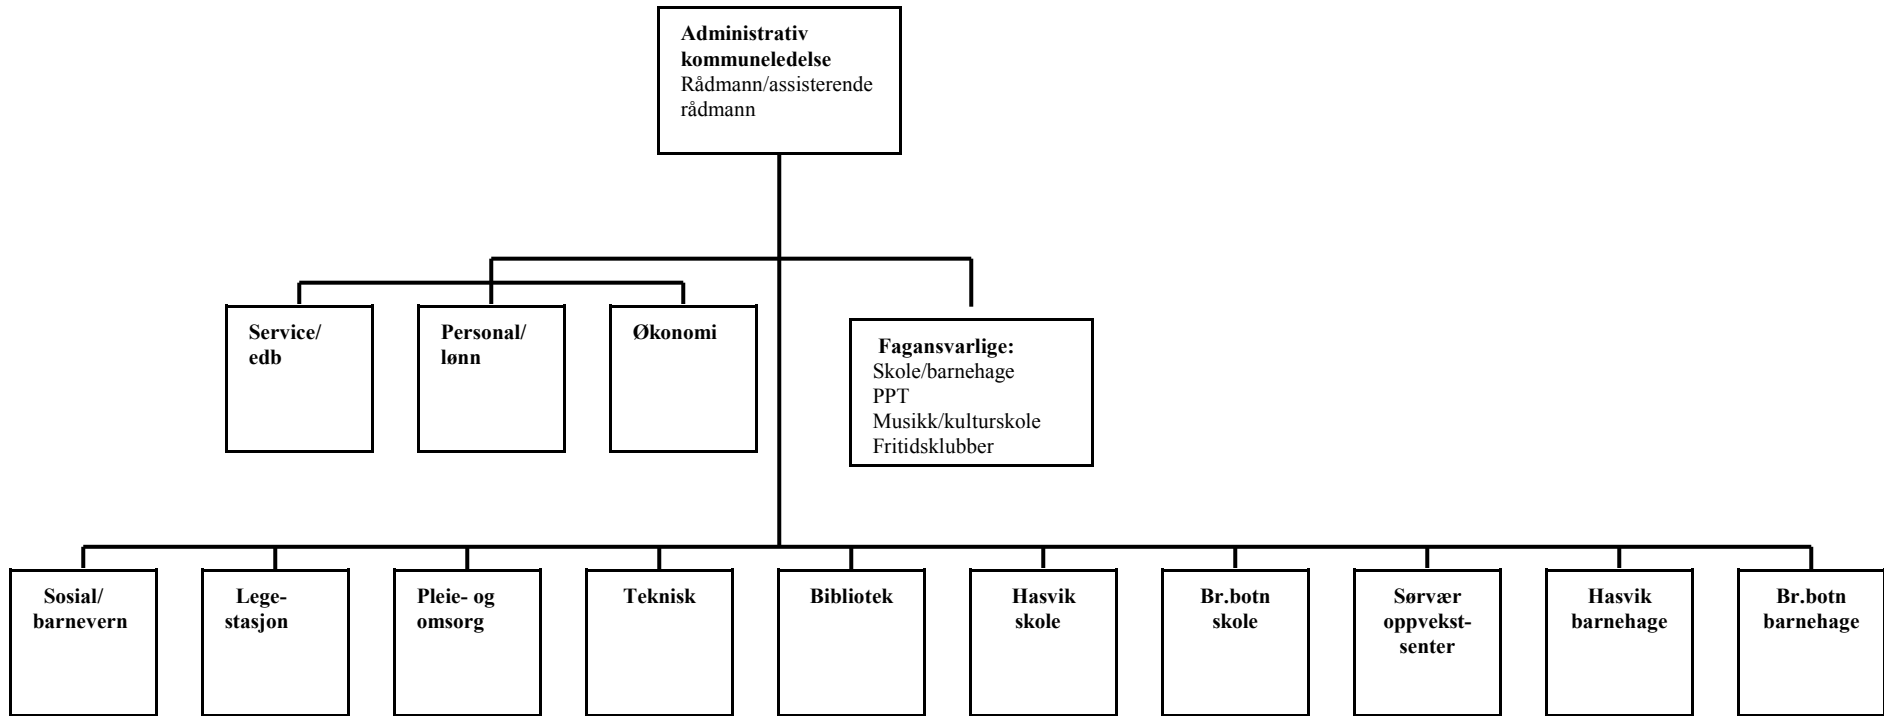 Administrativ
kommuneledelse
Rådmann/assisterende
rådmann
Service/
edb
Personal/
lønn
Økonomi
Fagansvarlige:
Skole/barnehage
PPT
Musikk/kulturskole
Fritidsklubber
Sosial/
barnevern
Lege-
stasjon
Pleie- og
omsorg
Teknisk
Bibliotek
Hasvik
skole
Br.botn
skole
Sørvær
oppvekst-
senter
Hasvik
barnehage
Br.botn
barnehage